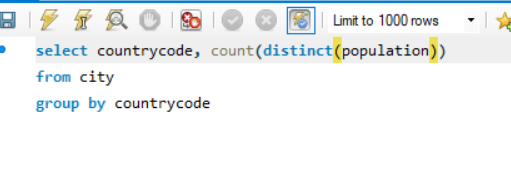 Limit to 1000 rows
select countrycode, count(distinct(population))
from city
group by countrycode